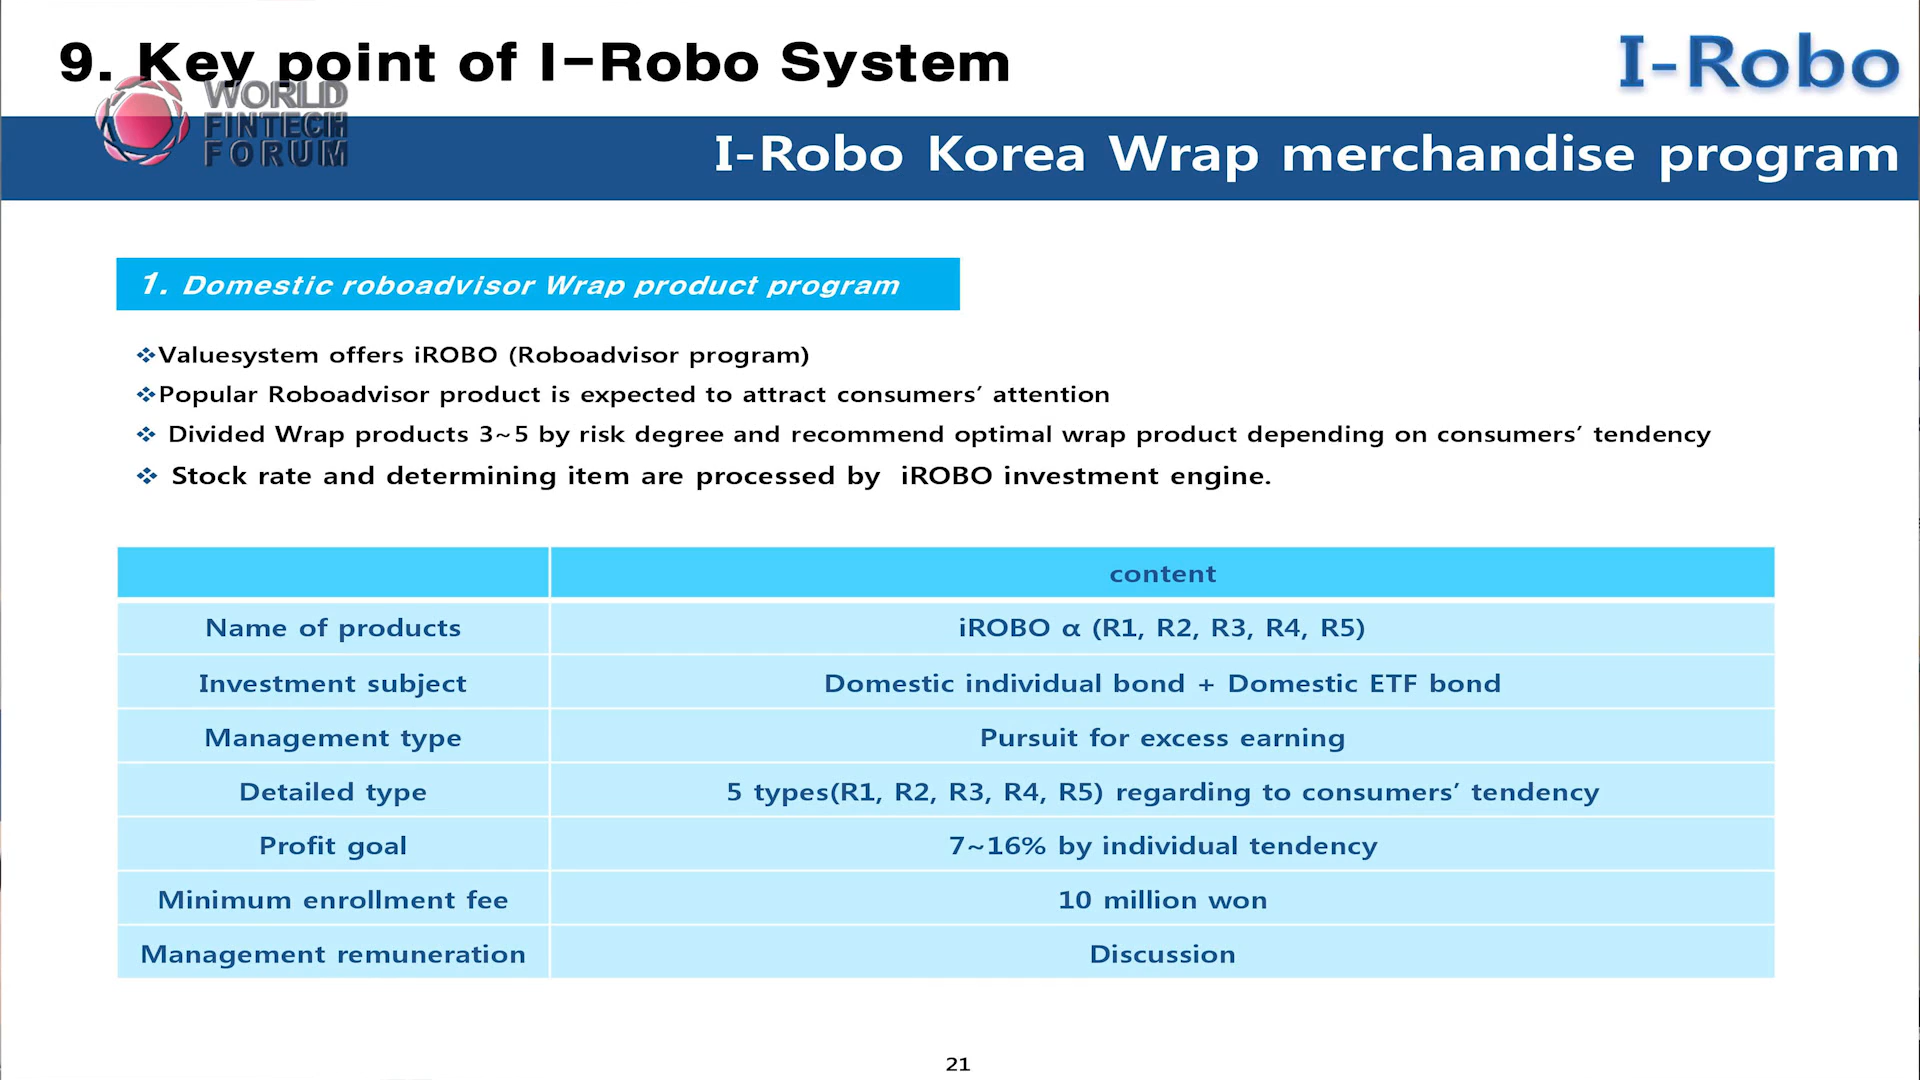 9. Key point of I-Robo System
I-Robo
WORLD
FINTECH
FORUM
I-Robo Korea Wrap merchandise program
1. Domestic roboadvisor Wrap product program
❖Valuesystem offers iROBO (Roboadvisor program)
❖Popular Roboadvisor product is expected to attract consumers’ attention
❖ Divided Wrap products 3~5 by risk degree and recommend optimal wrap product depending on consumers’ tendency
❖ Stock rate and determining item are processed by iROBO investment engine.
content
Name of products iROBO α (R1, R2, R3, R4, R5)
Investment subject Domestic individual bond + Domestic ETF bond
Management type Pursuit for excess earning
Detailed type 5 types(R1, R2, R3, R4, R5) regarding to consumers’ tendency
Profit goal 7~16% by individual tendency
Minimum enrollment fee 10 million won
Management remuneration Discussion
21